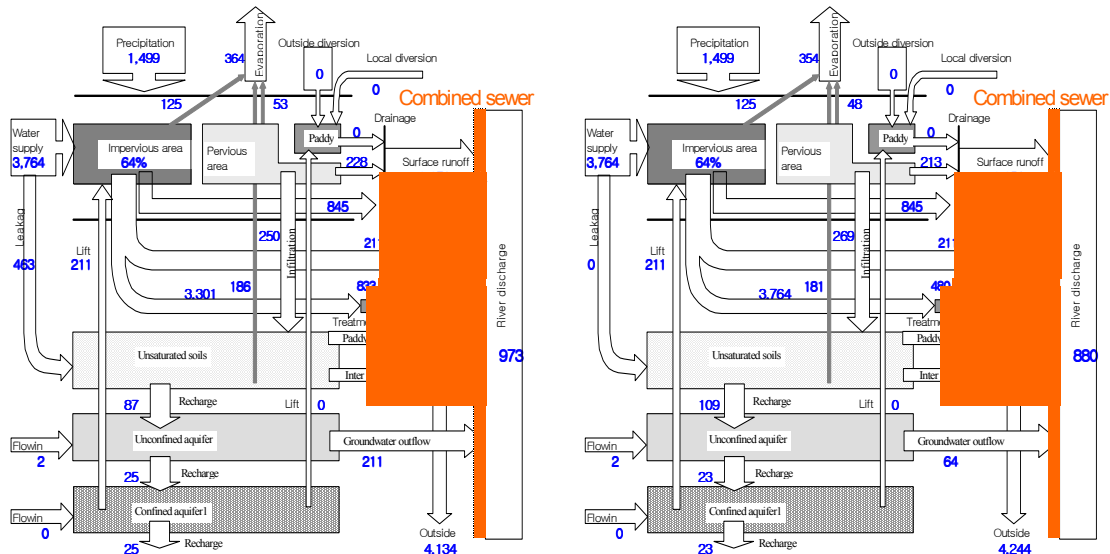 Precipitation
1,499
364
Evaporation
Outside diversion
0
Local diversion
0
125
53
Combined sewer
Water
supply
3,764
Impervious area
64%
Pervious
area
Paddy
0
Drainage
228
Surface runoff
845
Leakag
463
Lift
211
250
Infiltration
211
186
3.301
Treatme
Paddy
Unsaturated soils
Inter
River discharge
973
87
Recharge
Lift
0
Flowin
2
Unconfined aquifer
Groundwater outflow
211
25
Recharge
Flowin
0
Confined aquifer1
25
Recharge
Outside
4.134
Precipitation
1,499
354
Evaporation
Outside diversion
0
Local diversion
0
125
48
Combined sewer
Water
supply
3,764
Impervious area
64%
Pervious
area
Paddy
0
Drainage
213
Surface runoff
845
Leakag
0
Lift
211
269
Infiltration
211
181
3.764
Treatme
Paddy
Unsaturated soils
Inter
River discharge
880
109
Recharge
Lift
0
Flowin
2
Unconfined aquifer
Groundwater outflow
64
23
Recharge
Flowin
0
Confined aquifer1
23
Recharge
Outside
4.244